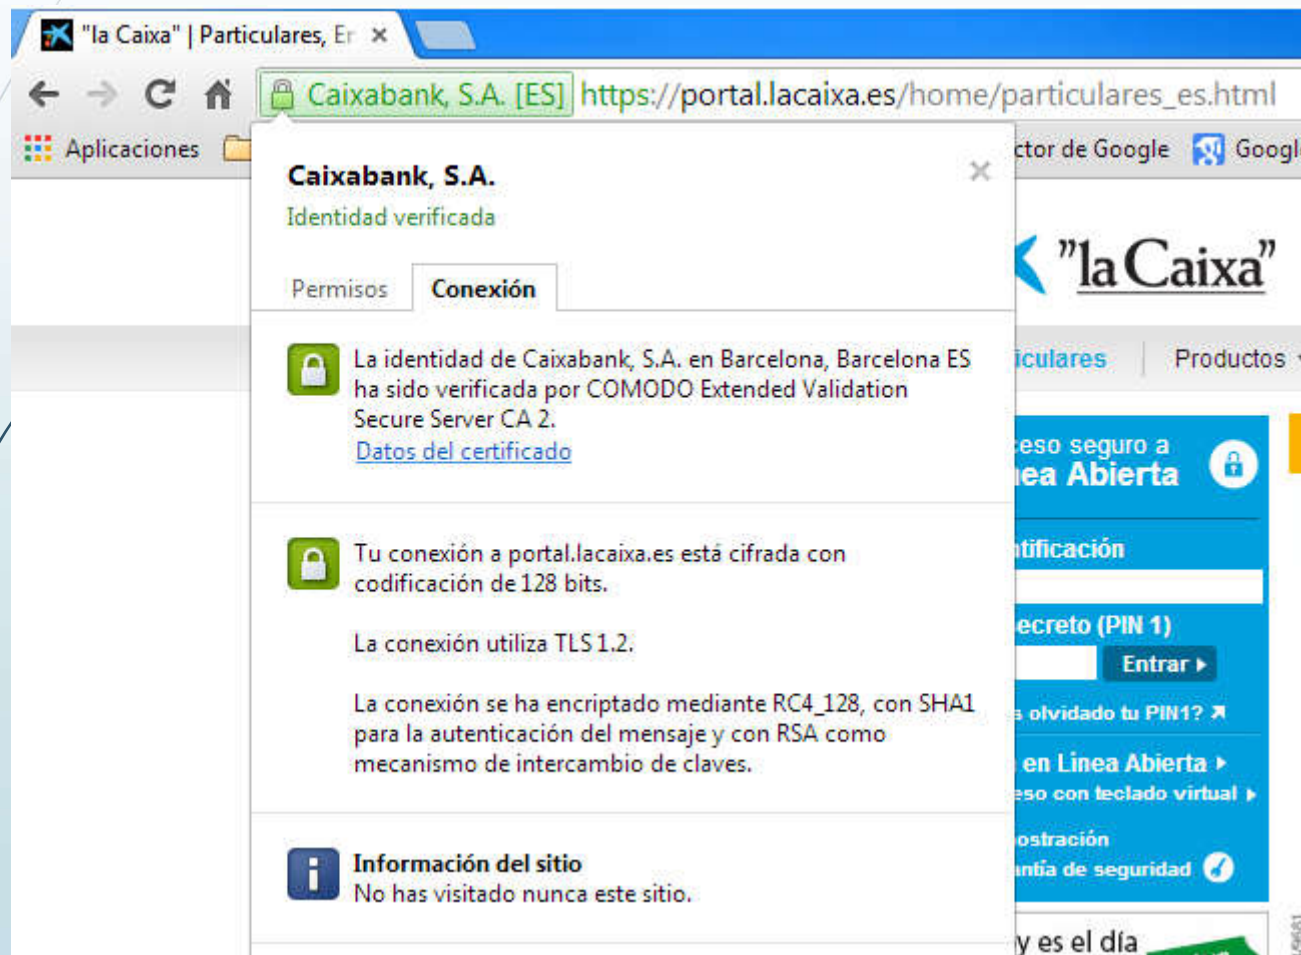 "la Caixa" | Particulares, Er
Caixabank, S.A. [ES] https://portal.lacaixa.es/home/particulares_es.html
Aplicaciones
ctor de Google
Googl
Caixabank, S.A.
Identidad verificada
Permisos
Conexión
La identidad de Caixabank, S.A. en Barcelona, Barcelona ES
ha sido verificada por COMODO Extended Validation
Secure Server CA 2.
Datos del certificado
Tu conexión a portal.lacaixa.es está cifrada con
codificación de 128 bits.
La conexión utiliza TLS 1.2.
La conexión se ha encriptado mediante RC4_128, con SHA1
para la autenticación del mensaje y con RSA como
mecanismo de intercambio de claves.
Información del sitio
No has visitado nunca este sitio.
"la Caixa"
iculares
Productos
eso seguro a
ea Abierta
tificación
ecreto (PIN 1)
Entrar
s olvidado tu PIN1?
en Linea Abierta
eso con teclado virtual
ostración
ntía de seguridad
y es el día